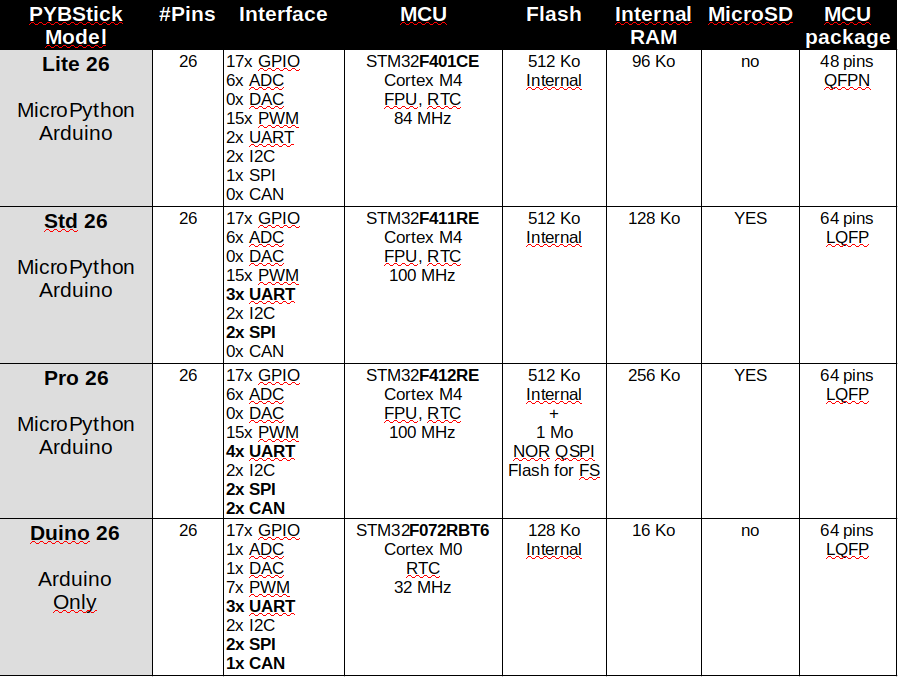 PYBStick Model #Pins Interface MCU Flash Internal RAM MicroSD MCU package
Lite 26
MicroPython
Arduino
26
17x GPIO
6x ADC
0x DAC
15x PWM
2x UART
2x I2C
1x SPI
0x CAN
STM32F401CE
Cortex M4
FPU, RTC
84 MHz
512 Ko
Internal
96 Ko
no
48 pins
QFPN
Std 26
MicroPython
Arduino
26
17x GPIO
6x ADC
0x DAC
15x PWM
3x UART
2x I2C
2x SPI
0x CAN
STM32F411RE
Cortex M4
FPU, RTC
100 MHz
512 Ko
Internal
128 Ko
YES
64 pins
LQFP
Pro 26
MicroPython
Arduino
26
17x GPIO
6x ADC
0x DAC
15x PWM
4x UART
2x I2C
2x SPI
2x CAN
STM32F412RE
Cortex M4
FPU, RTC
100 MHz
512 Ko
Internal
+
1 Mo
NOR QSPI
Flash for FS
256 Ko
YES
64 pins
LQFP
Duino 26
Arduino
Only
26
17x GPIO
1x ADC
1x DAC
7x PWM
3x UART
2x I2C
2x SPI
1x CAN
STM32F072RBT6
Cortex M0
RTC
32 MHz
128 Ko
Internal
16 Ko
no
64 pins
LQFP